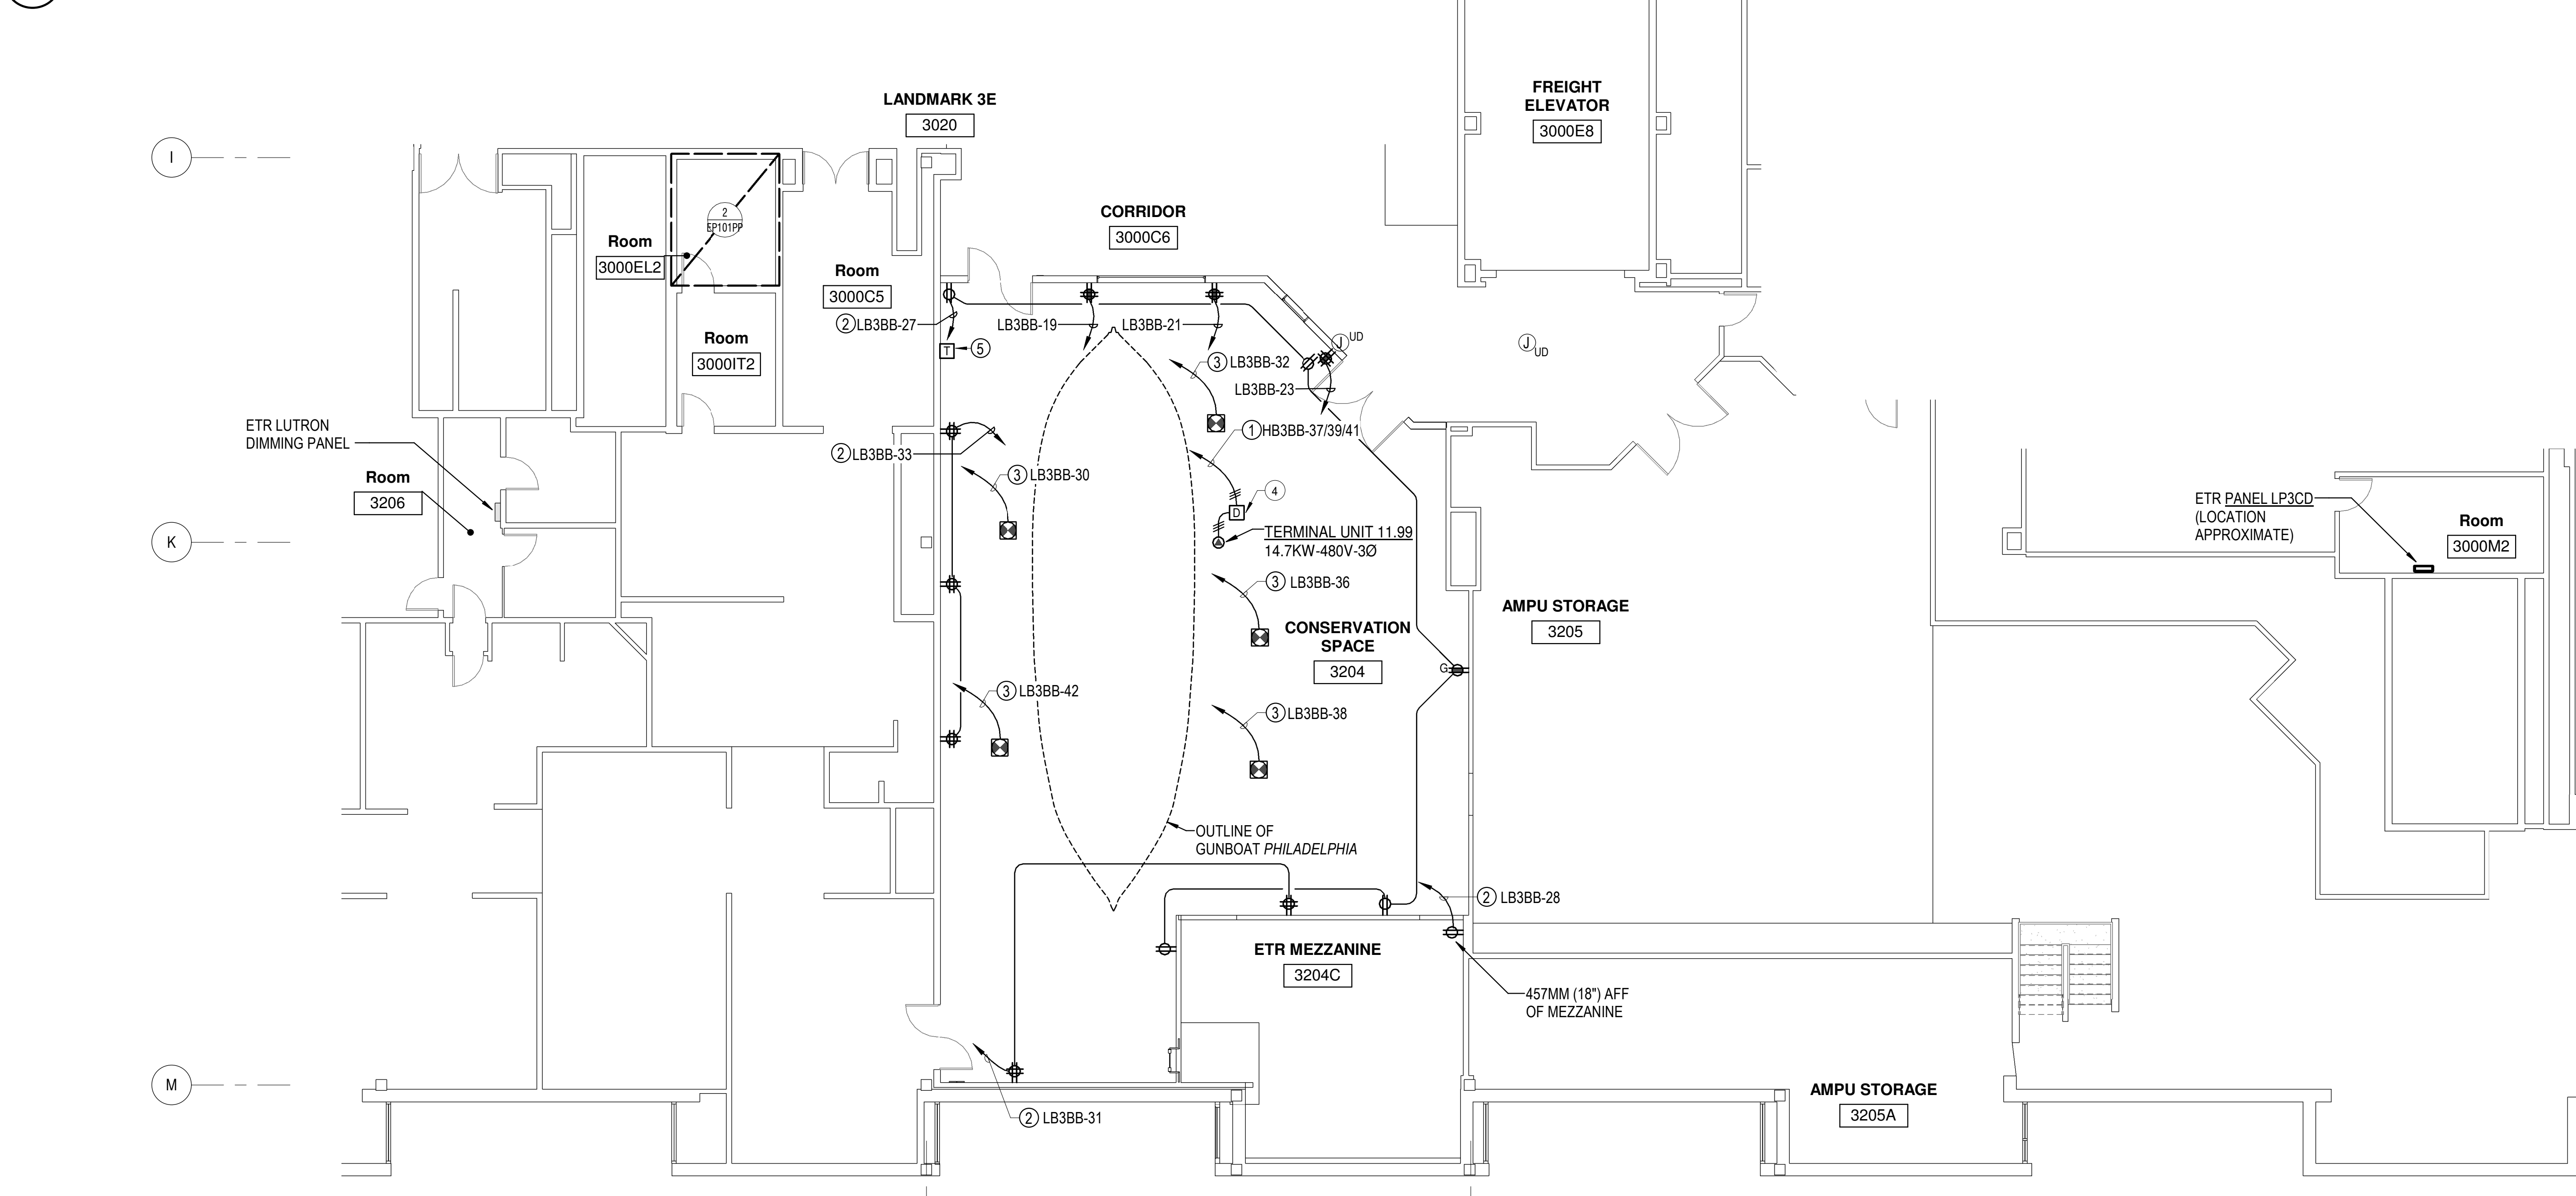 FREIGHT
ELEVATOR
3000E8
LANDMARK 3E
3020
I
CORRIDOR
3000C6
2
EP101PP
Room
3000EL2
Room
3000C5
② LB3BB-27
LB3BB-19
LB3BB-21
J UD
J UD
T
⑤
Room
3000IT2
③ LB3BB-32
LB3BB-23
ETR LUTRON
DIMMING PANEL
① HB3BB-37/39/41
② LB3BB-33
③ LB3BB-30
Room
3206
④
D
K
TERMINAL UNIT 11.99
14.7KW-480V-3Ø
ETR PANEL LP3CD
(LOCATION
APPROXIMATE)
Room
3000M2
③ LB3BB-36
AMPU STORAGE
3205
CONSERVATION
SPACE
3204
G
③ LB3BB-42
③ LB3BB-38
OUTLINE OF
GUNBOAT PHILADELPHIA
② LB3BB-28
ETR MEZZANINE
3204C
457MM (18") AFF
OF MEZZANINE
M
② LB3BB-31
AMPU STORAGE
3205A